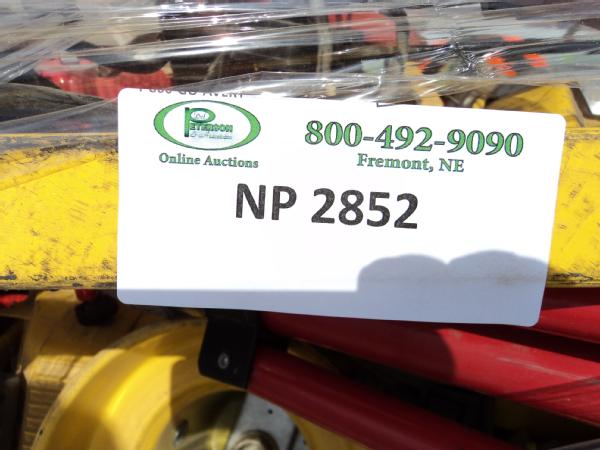 PETERSON
Online Auctions
800-492-9090
Fremont, NE
NP 2852